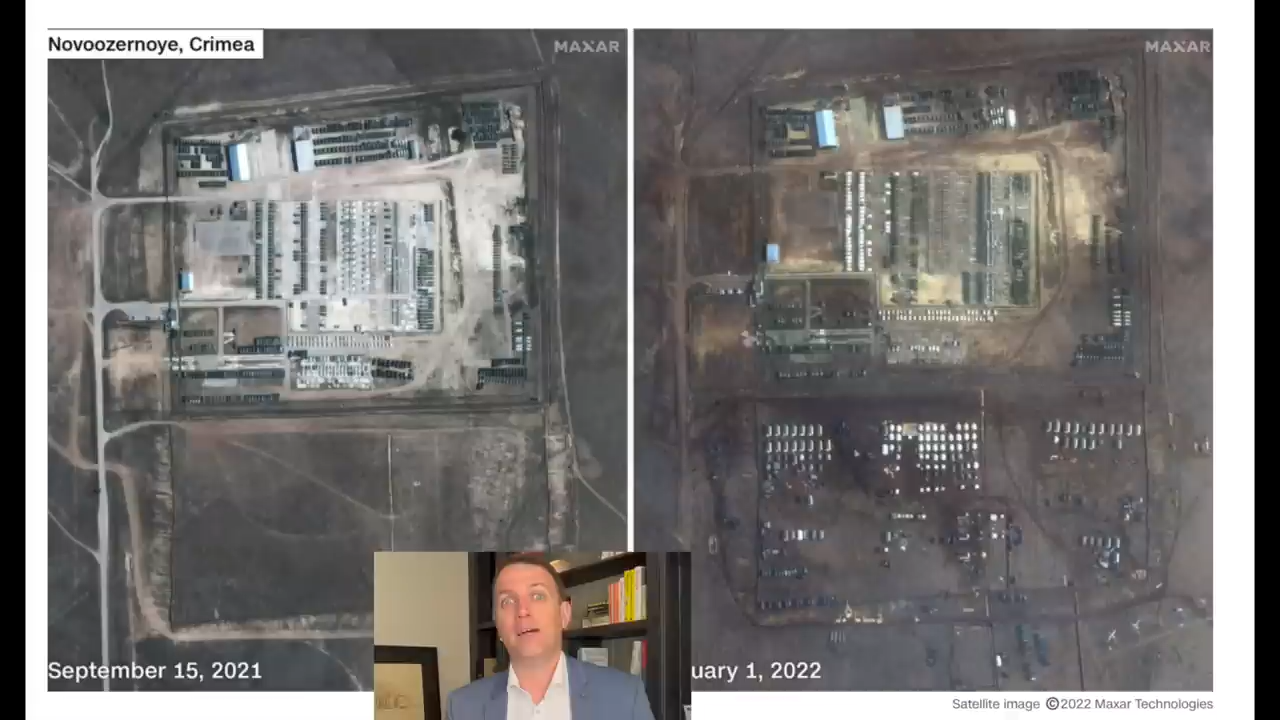 Novoozernoye, Crimea
MAXAR
MAXAR
September 15, 2021
uary 1, 2022
Satellite image ©2022 Maxar Technologies